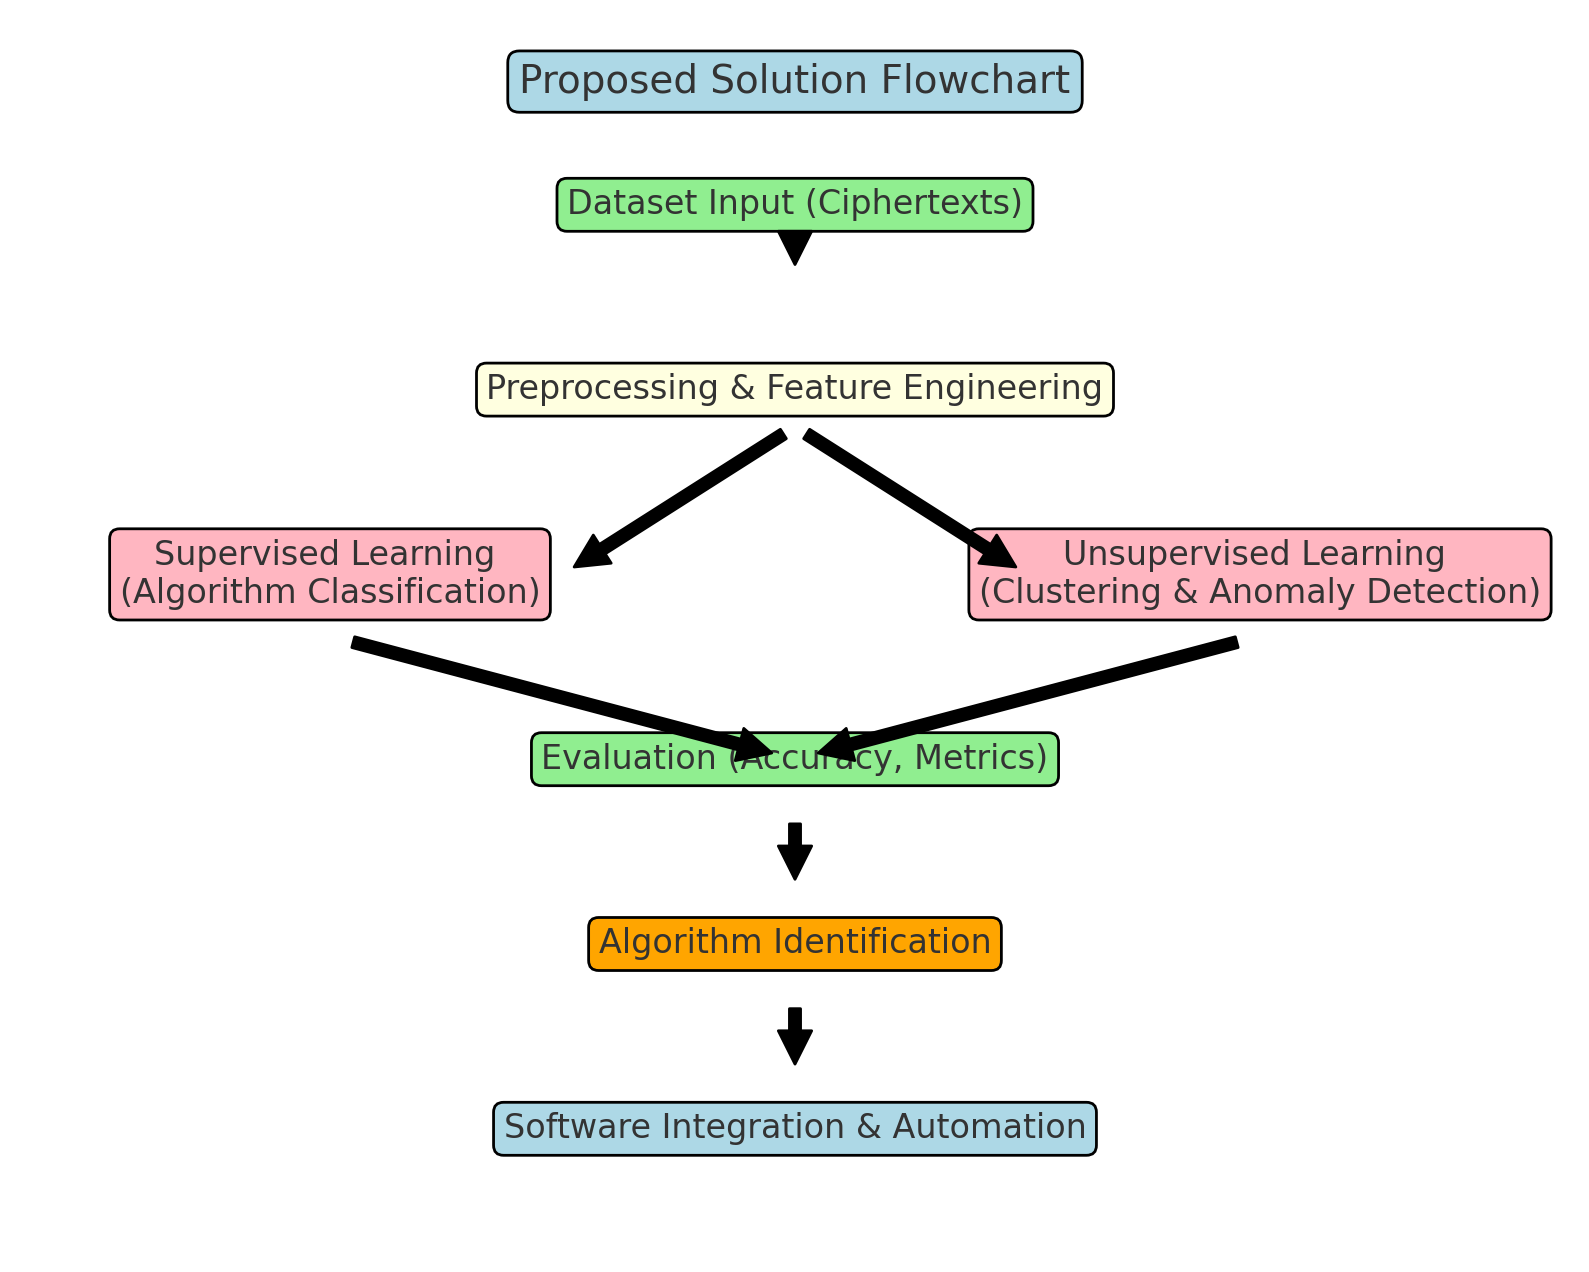 Proposed Solution Flowchart
Dataset Input (Ciphertexts)
Preprocessing & Feature Engineering
Supervised Learning
(Algorithm Classification)
Unsupervised Learning
(Clustering & Anomaly Detection)
Evaluation (Accuracy, Metrics)
Algorithm Identification
Software Integration & Automation